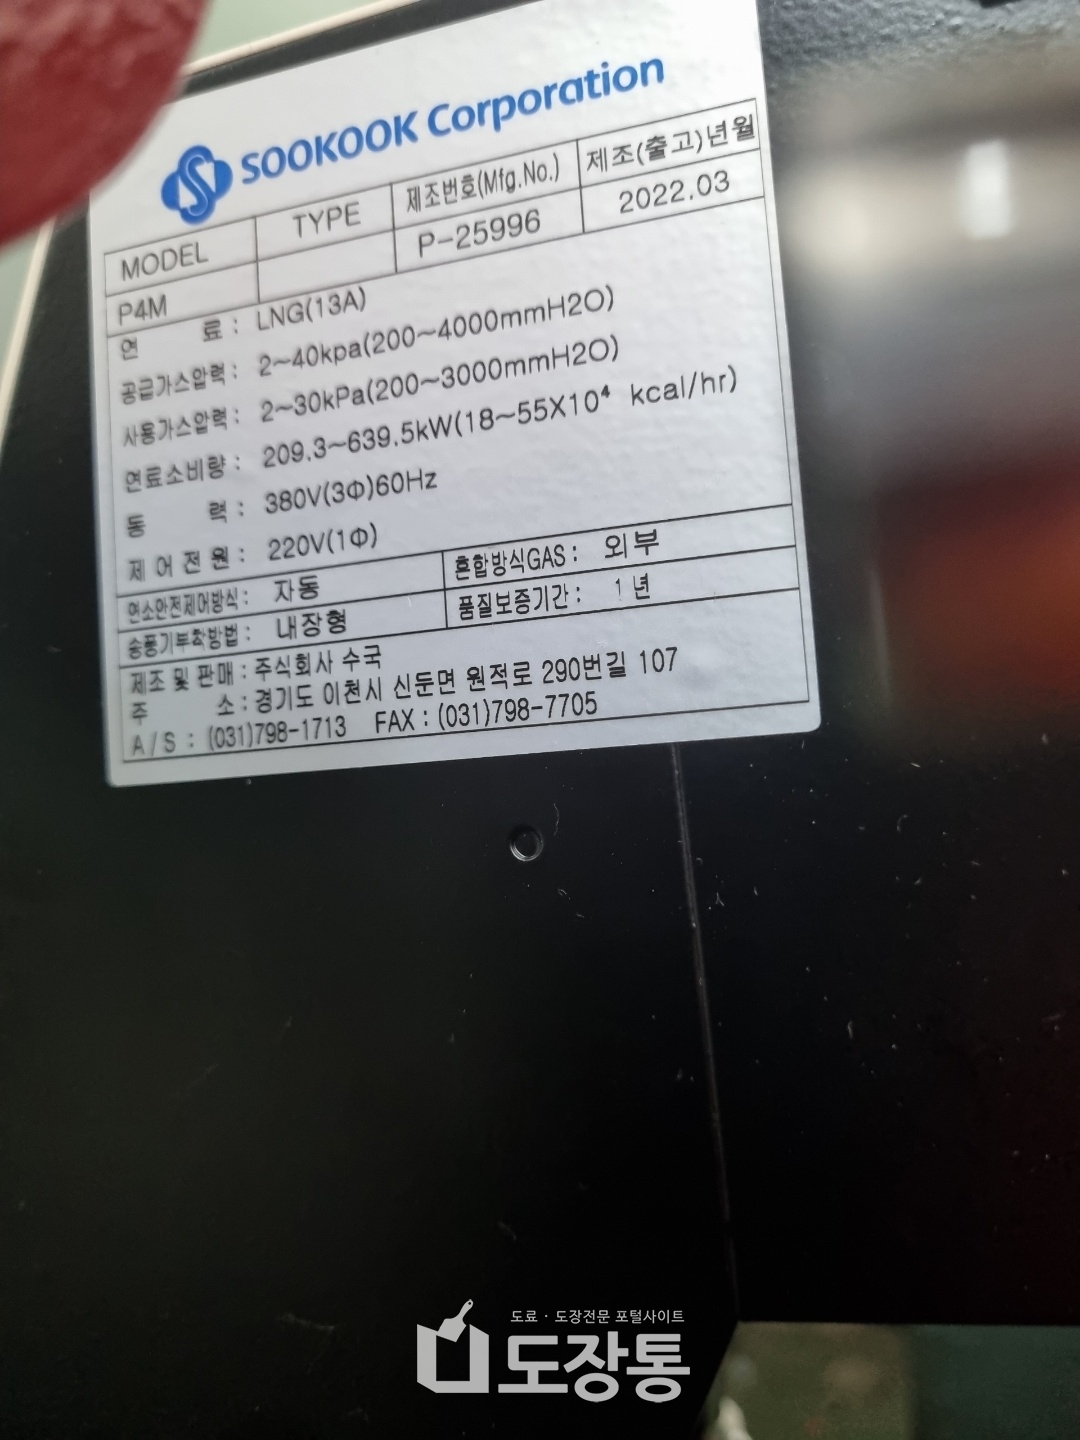 SOOKOOK Corporation
MODEL TYPE 제조번호(Mfg.No.) 제조(출고)년월
P4M P-25996 2022.03
연 료 : LNG(13A)
공급가스압력 : 2~40kpa(200~4000mmH2O)
사용가스압력 : 2~30kPa(200~3000mmH2O)
연료소비량 : 209.3~639.5kW(18~55X10⁴ kcal/hr)
동 력 : 380V(3Φ)60Hz
제 어 전 원 : 220V(1Φ)
연소안전제어방식 : 자동 혼합방식GAS : 외부
송풍기부착방법 : 내장형 품질보증기간 : 1 년
제조 및 판매 : 주식회사 수국
주 소 : 경기도 이천시 신둔면 원적로 290번길 107
A / S : (031)798-1713 FAX : (031)798-7705
도료 · 도장전문 포털사이트
도장통